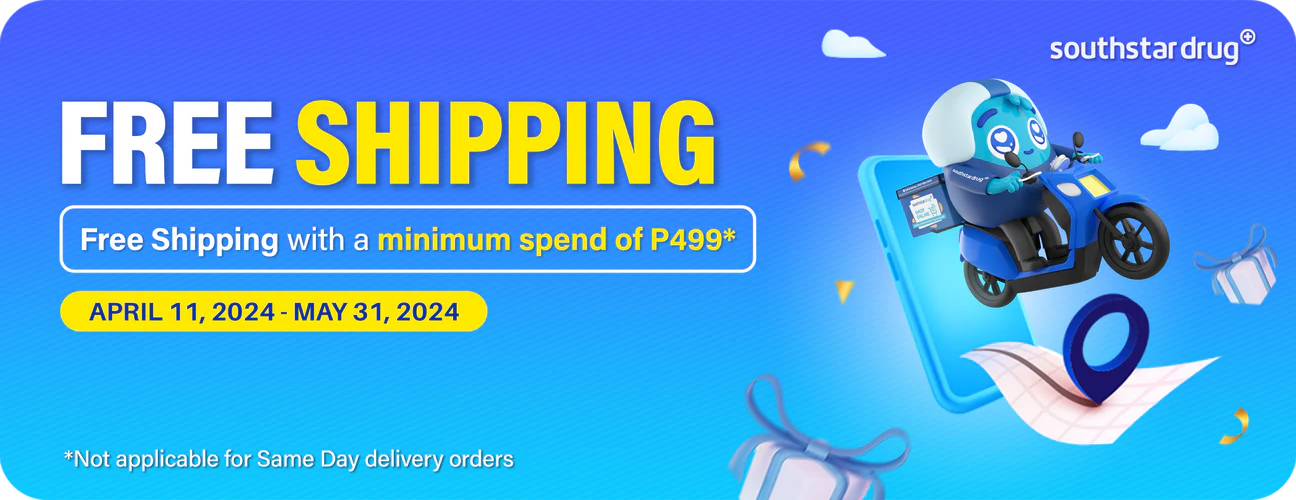 southstardrug
FREE SHIPPING
Free Shipping with a minimum spend of P499*
APRIL 11, 2024 - MAY 31, 2024
*Not applicable for Same Day delivery orders
southstardrug